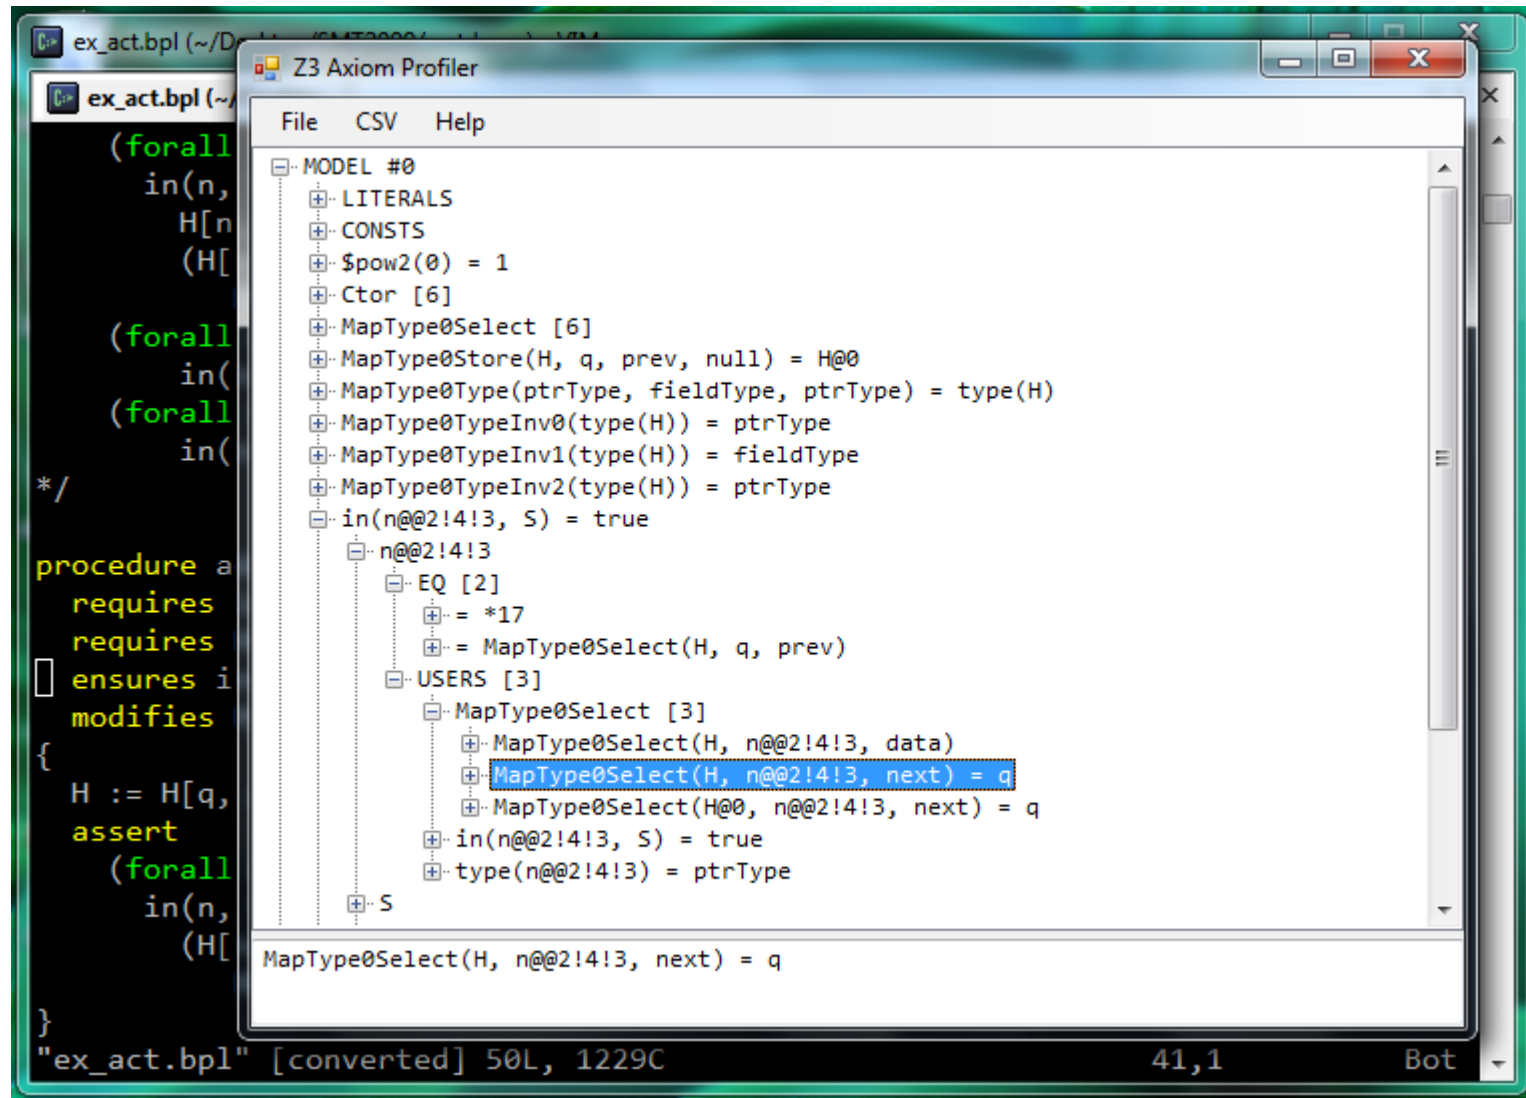 ex_act.bpl (~/D
Z3 Axiom Profiler
ex_act.bpl (~/
File CSV Help
MODEL #0
LITERALS
CONSTS
$pow2(0) = 1
Ctor [6]
MapType0Select [6]
MapType0Store(H, q, prev, null) = H@0
MapType0Type(ptrType, fieldType, ptrType) = type(H)
MapType0TypeInv0(type(H)) = ptrType
MapType0TypeInv1(type(H)) = fieldType
MapType0TypeInv2(type(H)) = ptrType
in(n@@2!4!3, S) = true
n@@2!4!3
EQ [2]
= *17
= MapType0Select(H, q, prev)
USERS [3]
MapType0Select [3]
MapType0Select(H, n@@2!4!3, data)
MapType0Select(H, n@@2!4!3, next) = q
MapType0Select(H@0, n@@2!4!3, next) = q
in(n@@2!4!3, S) = true
type(n@@2!4!3) = ptrType
S
MapType0Select(H, n@@2!4!3, next) = q
(forall
in(n,
H[n
(H[
(forall
in(
(forall
in(
*/
procedure a
requires
requires
ensures i
modifies
{
H := H[q,
assert
(forall
in(n,
(H[
}
"ex_act.bpl" [converted] 50L, 1229C 41,1 Bot